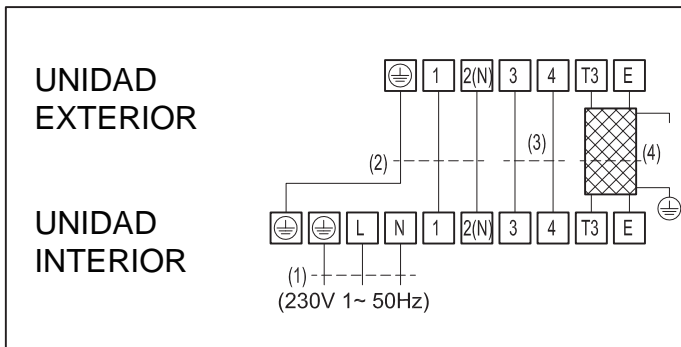 UNIDAD
EXTERIOR
1 2(N) 3 4 T3 E
(2)
(3)
(4)
UNIDAD
INTERIOR
L N 1 2(N) 3 4 T3 E
(1)
(230V 1~ 50Hz)